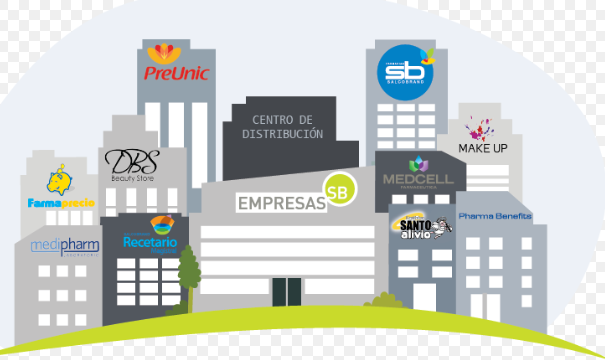 PreUnic
sb
SALCOBRAND
CENTRO DE
DISTRIBUCIÓN
DBS
Beauty Store
MAKE UP
MEDCELL
Farmaprecio
EMPRESAS SB
SANTO
alivio
Pharma Benefits
medipharm
Recetario